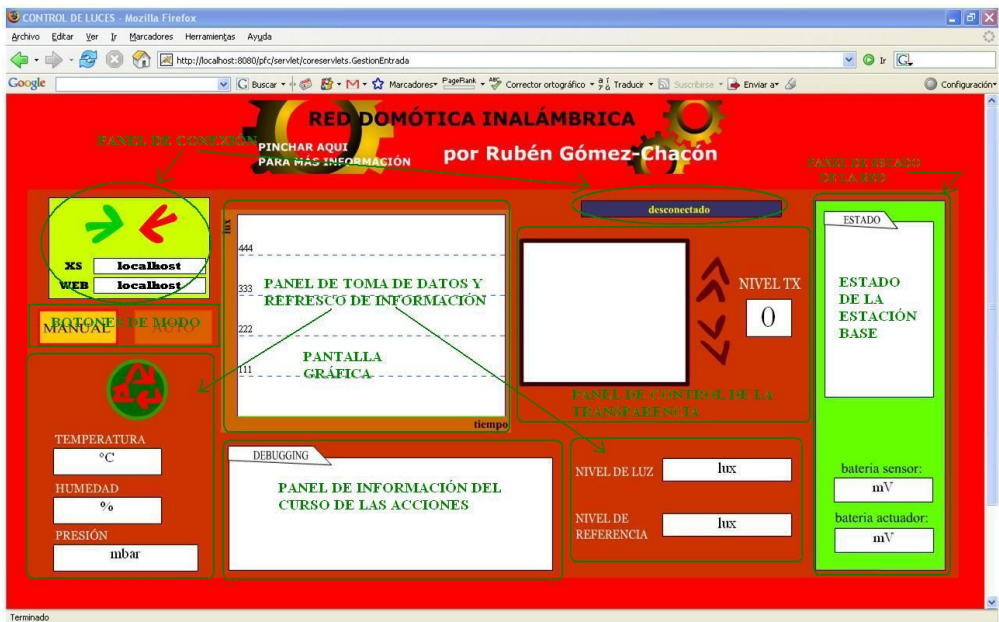 CONTROL DE LUCES - Mozilla Firefox
Archivo Editar Ver Ir Marcadores Herramientas Ayuda
http://localhost:8080/pfc/servlet/coreservlets.GestionEntrada
Ir
Google
Buscar
Marcadores
PageRank
Corrector ortográfico
Traducir
Suscribirse
Enviar a
Configuración
RED DOMÓTICA INALÁMBRICA
PANEL DE CONEXIÓN
PINCHAR AQUI
PARA MÁS INFORMACIÓN
por Rubén Gómez-Chacón
PANEL DE ESTADO
DE LA RED
desconectado
XS localhost
WEB localhost
BOTONES DE MODO
MANUAL AUTO
lux
444
333
222
111
PANEL DE TOMA DE DATOS Y
REFRESCO DE INFORMACIÓN
PANTALLA
GRÁFICA
tiempo
NIVEL TX
0
PANEL DE CONTROL DE LA
TRANSPARENCIA
ESTADO
ESTADO
DE LA
ESTACIÓN
BASE
TEMPERATURA
°C
HUMEDAD
%
PRESIÓN
mbar
DEBUGGING
PANEL DE INFORMACIÓN DEL
CURSO DE LAS ACCIONES
NIVEL DE LUZ lux
NIVEL DE
REFERENCIA lux
bateria sensor:
mV
bateria actuador:
mV
Terminado